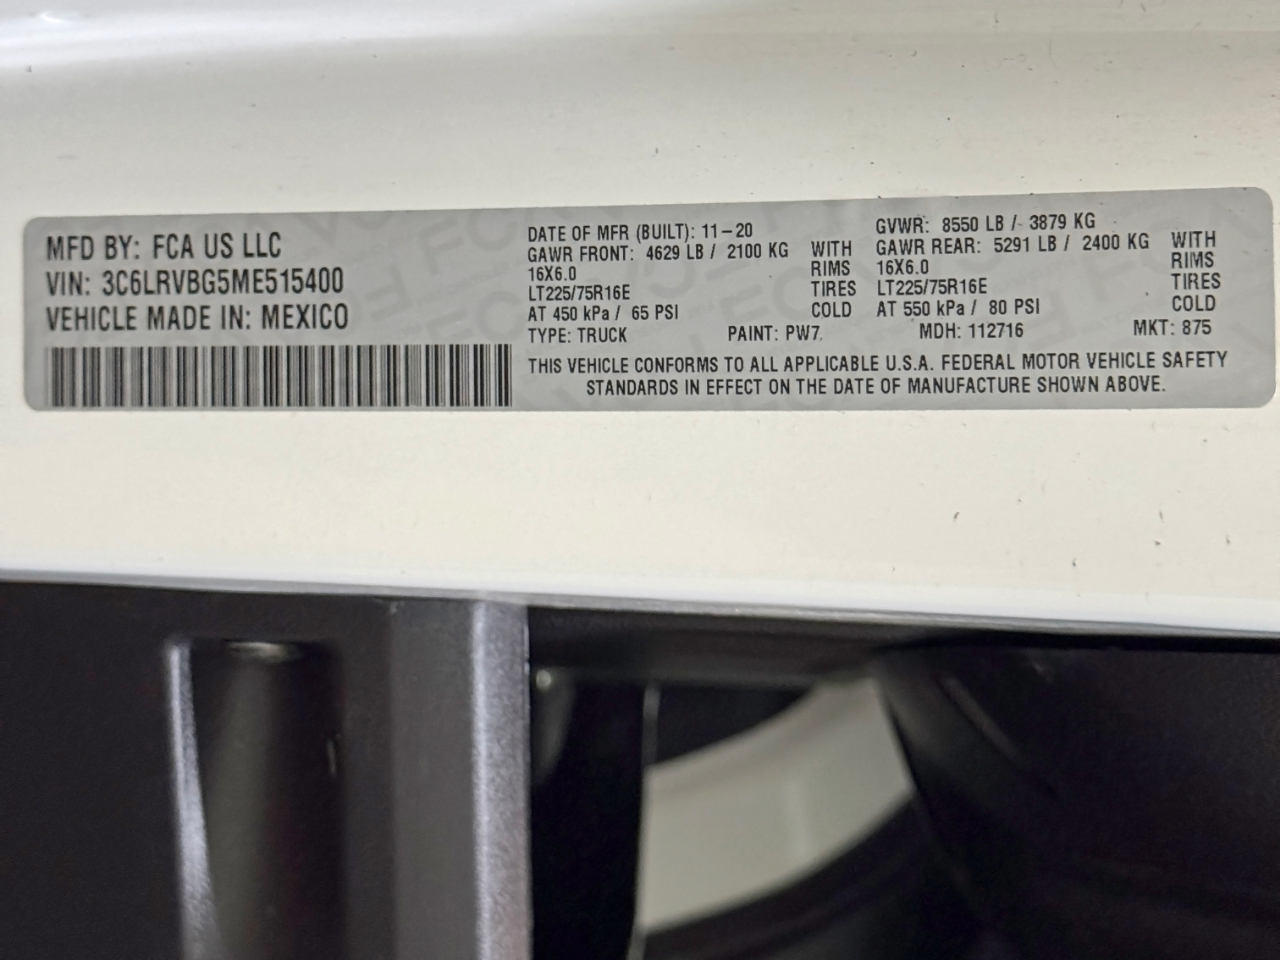 MFD BY: FCA US LLC
VIN: 3C6LRVBG5ME515400
VEHICLE MADE IN: MEXICO
DATE OF MFR (BUILT): 11-20
GAWR FRONT: 4629 LB / 2100 KG WITH
16X6.0 RIMS
LT225/75R16E TIRES
AT 450 kPa / 65 PSI COLD
GVWR: 8550 LB / 3879 KG
GAWR REAR: 5291 LB / 2400 KG WITH
16X6.0 RIMS
LT225/75R16E TIRES
AT 550 kPa / 80 PSI COLD
TYPE: TRUCK PAINT: PW7 MDH: 112716 MKT: 875
THIS VEHICLE CONFORMS TO ALL APPLICABLE U.S.A. FEDERAL MOTOR VEHICLE SAFETY
STANDARDS IN EFFECT ON THE DATE OF MANUFACTURE SHOWN ABOVE.